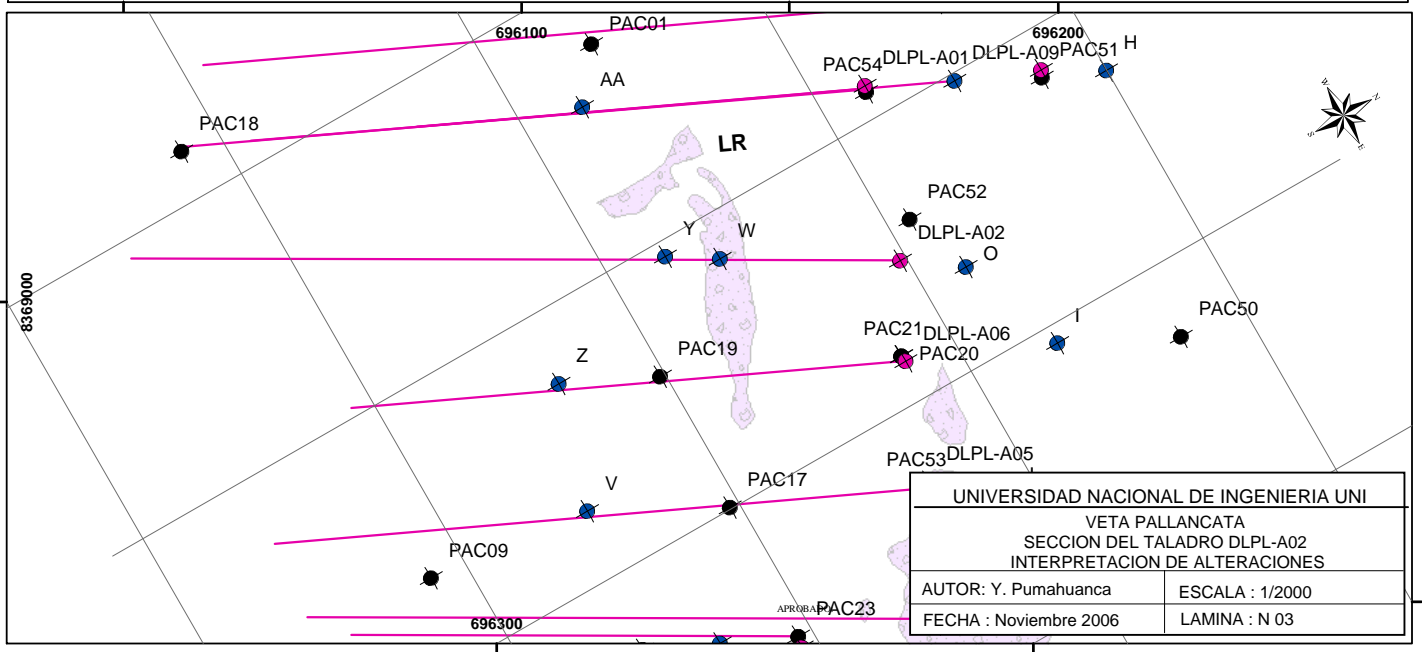 PAC01
696100
696200
H
PAC54
DLPL-A01
DLPL-A09
PAC51
AA
W
N
S
E
PAC18
LR
PAC52
DLPL-A02
Y
W
O
8369000
PAC50
I
PAC21
DLPL-A06
PAC20
PAC19
Z
PAC53
DLPL-A05
PAC17
V
PAC09
APROBADO
PAC23
696300
UNIVERSIDAD NACIONAL DE INGENIERIA UNI
VETA PALLANCATA
SECCION DEL TALADRO DLPL-A02
INTERPRETACION DE ALTERACIONES
AUTOR: Y. Pumahuanca
ESCALA : 1/2000
FECHA : Noviembre 2006
LAMINA : N 03